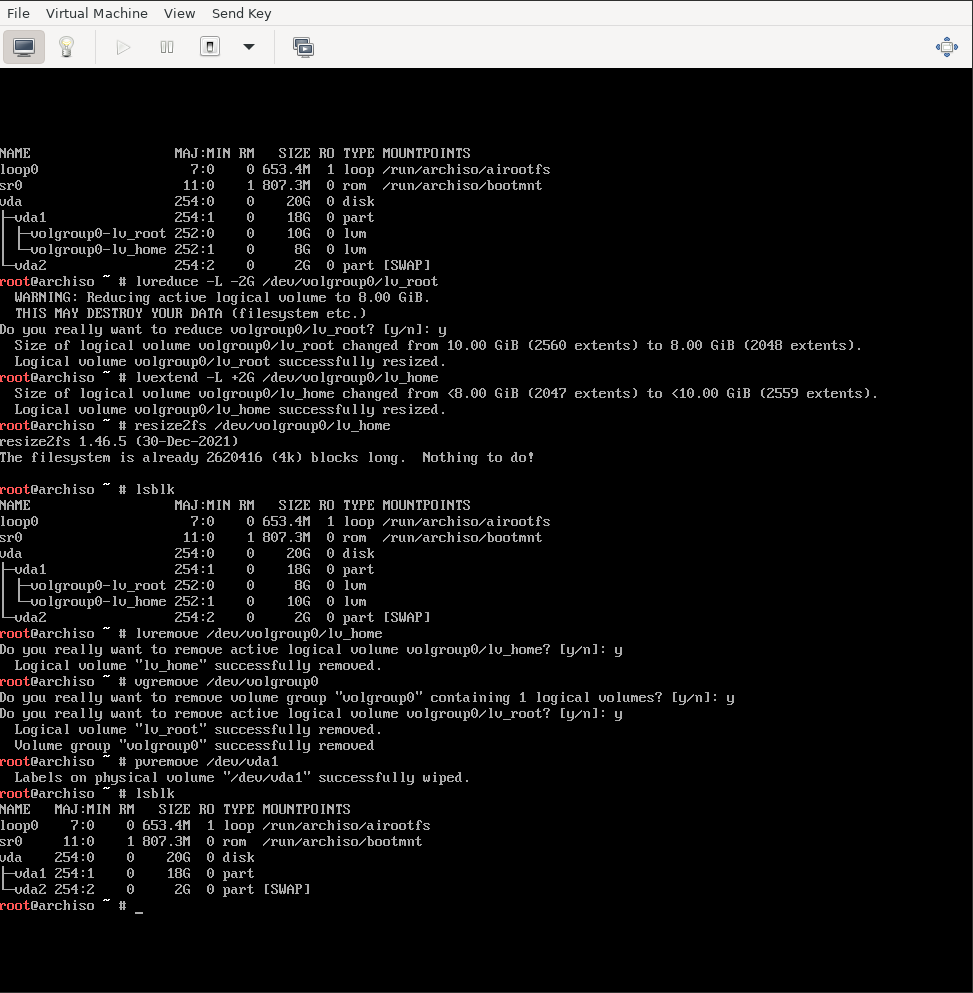 File Virtual Machine View Send Key
NAME MAJ:MIN RM SIZE RO TYPE MOUNTPOINTS
loop0 7:0 0 653.4M 1 loop /run/archiso/airootfs
sr0 11:0 1 807.3M 0 rom /run/archiso/bootmnt
vda 254:0 0 20G 0 disk
├─vda1 254:1 0 18G 0 part
│ ├─volgroup0-lv_root 252:0 0 10G 0 lvm
│ └─volgroup0-lv_home 252:1 0 8G 0 lvm
└─vda2 254:2 0 2G 0 part [SWAP]
root@archiso ~ # lvreduce -L -2G /dev/volgroup0/lv_root
WARNING: Reducing active logical volume to 8.00 GiB.
THIS MAY DESTROY YOUR DATA (filesystem etc.)
Do you really want to reduce volgroup0/lv_root? [y/n]: y
Size of logical volume volgroup0/lv_root changed from 10.00 GiB (2560 extents) to 8.00 GiB (2048 extents).
Logical volume volgroup0/lv_root successfully resized.
root@archiso ~ # lvextend -L +2G /dev/volgroup0/lv_home
Size of logical volume volgroup0/lv_home changed from <8.00 GiB (2047 extents) to <10.00 GiB (2559 extents).
Logical volume volgroup0/lv_home successfully resized.
root@archiso ~ # resize2fs /dev/volgroup0/lv_home
resize2fs 1.46.5 (30-Dec-2021)
The filesystem is already 2620416 (4k) blocks long. Nothing to do!
root@archiso ~ # lsblk
NAME MAJ:MIN RM SIZE RO TYPE MOUNTPOINTS
loop0 7:0 0 653.4M 1 loop /run/archiso/airootfs
sr0 11:0 1 807.3M 0 rom /run/archiso/bootmnt
vda 254:0 0 20G 0 disk
├─vda1 254:1 0 18G 0 part
│ ├─volgroup0-lv_root 252:0 0 8G 0 lvm
│ └─volgroup0-lv_home 252:1 0 10G 0 lvm
└─vda2 254:2 0 2G 0 part [SWAP]
root@archiso ~ # lvremove /dev/volgroup0/lv_home
Do you really want to remove active logical volume volgroup0/lv_home? [y/n]: y
Logical volume "lv_home" successfully removed.
root@archiso ~ # vgremove /dev/volgroup0
Do you really want to remove volume group "volgroup0" containing 1 logical volumes? [y/n]: y
Do you really want to remove active logical volume volgroup0/lv_root? [y/n]: y
Logical volume "lv_root" successfully removed.
Volume group "volgroup0" successfully removed
root@archiso ~ # pvremove /dev/vda1
Labels on physical volume "/dev/vda1" successfully wiped.
root@archiso ~ # lsblk
NAME MAJ:MIN RM SIZE RO TYPE MOUNTPOINTS
loop0 7:0 0 653.4M 1 loop /run/archiso/airootfs
sr0 11:0 1 807.3M 0 rom /run/archiso/bootmnt
vda 254:0 0 20G 0 disk
├─vda1 254:1 0 18G 0 part
└─vda2 254:2 0 2G 0 part [SWAP]
root@archiso ~ # _